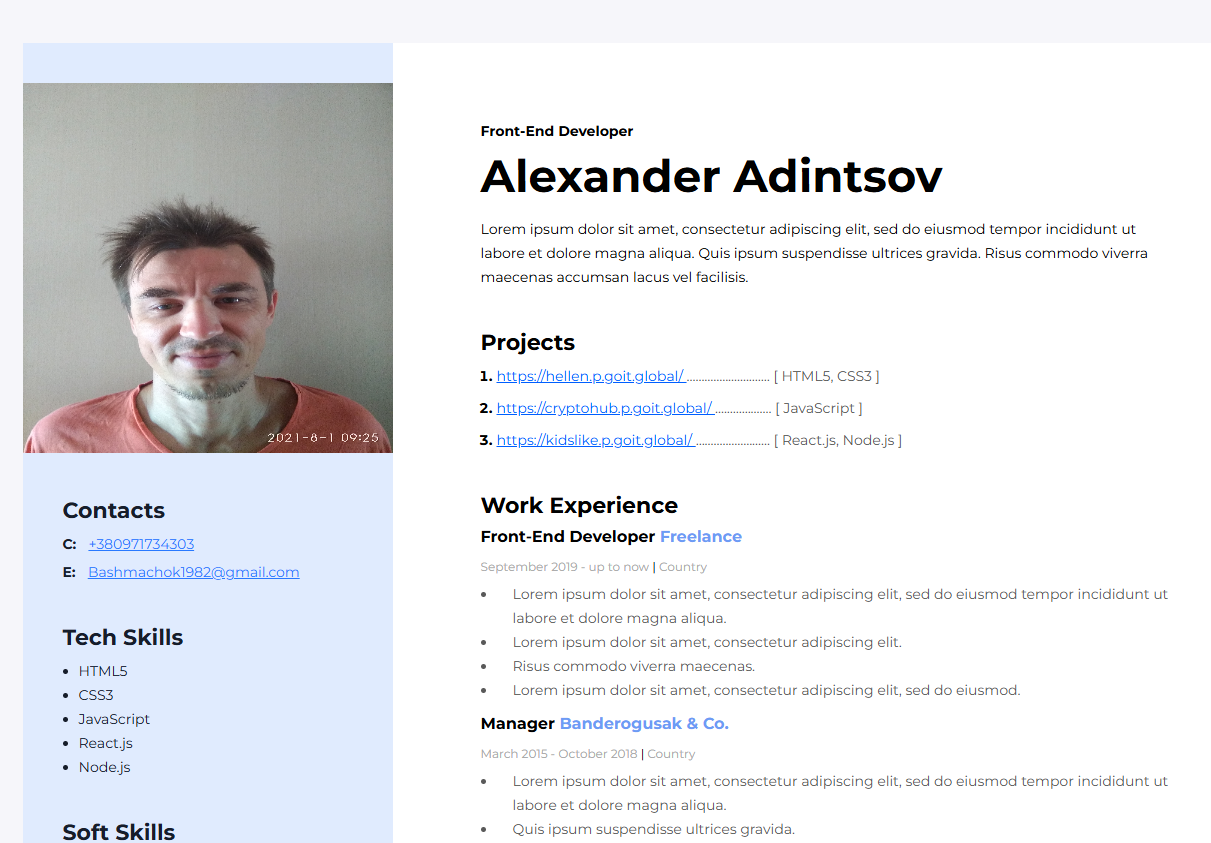 2021-8-1 09:25
Contacts
C: +380971734303
E: Bashmachok1982@gmail.com
Tech Skills
• HTML5
• CSS3
• JavaScript
• React.js
• Node.js
Soft Skills
Front-End Developer
Alexander Adintsov
Lorem ipsum dolor sit amet, consectetur adipiscing elit, sed do eiusmod tempor incididunt ut
labore et dolore magna aliqua. Quis ipsum suspendisse ultrices gravida. Risus commodo viverra
maecenas accumsan lacus vel facilisis.
Projects
1. https://hellen.p.goit.global/ ............................ [ HTML5, CSS3 ]
2. https://cryptohub.p.goit.global/ ................... [ JavaScript ]
3. https://kidslike.p.goit.global/ ......................... [ React.js, Node.js ]
Work Experience
Front-End Developer Freelance
September 2019 - up to now | Country
• Lorem ipsum dolor sit amet, consectetur adipiscing elit, sed do eiusmod tempor incididunt ut
labore et dolore magna aliqua.
• Lorem ipsum dolor sit amet, consectetur adipiscing elit.
• Risus commodo viverra maecenas.
• Lorem ipsum dolor sit amet, consectetur adipiscing elit, sed do eiusmod.
Manager Banderogusak & Co.
March 2015 - October 2018 | Country
• Lorem ipsum dolor sit amet, consectetur adipiscing elit, sed do eiusmod tempor incididunt ut
labore et dolore magna aliqua.
• Quis ipsum suspendisse ultrices gravida.